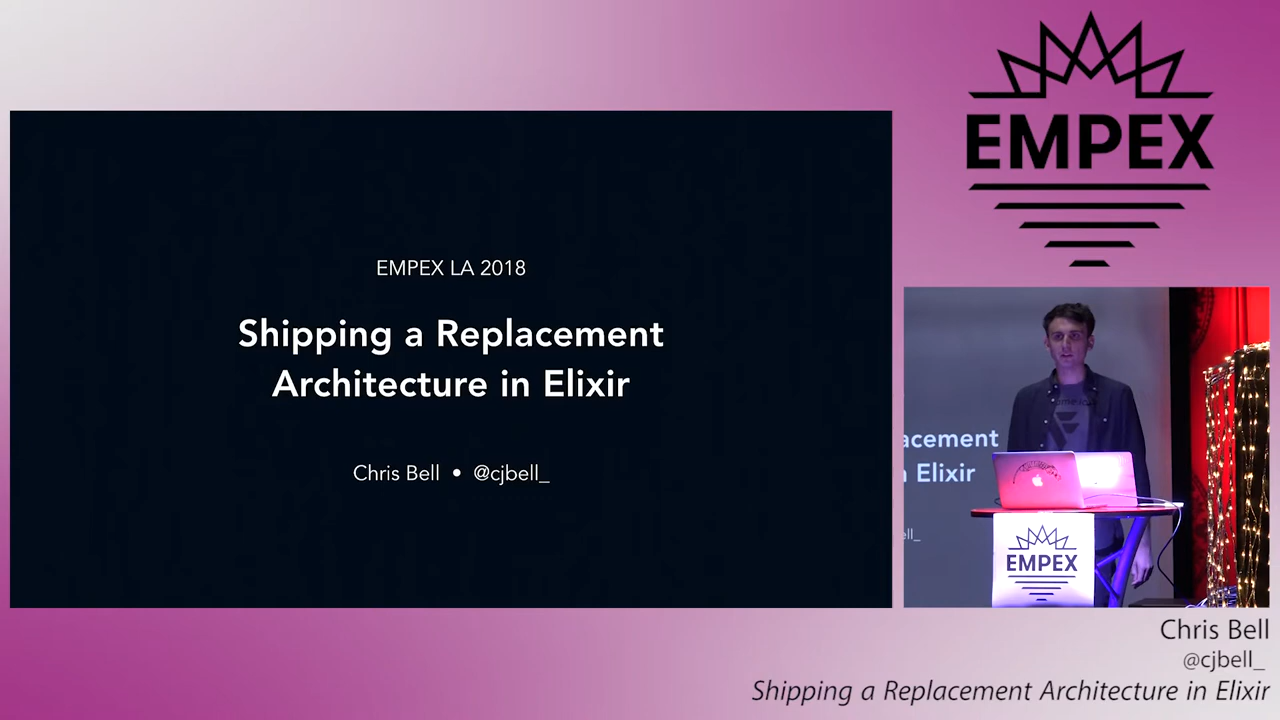 EMPEX LA 2018
Shipping a Replacement
Architecture in Elixir
Chris Bell • @cjbell_
EMPEX
acement
Elixir
ell_
EMPEX
Chris Bell
@cjbell_
Shipping a Replacement Architecture in Elixir